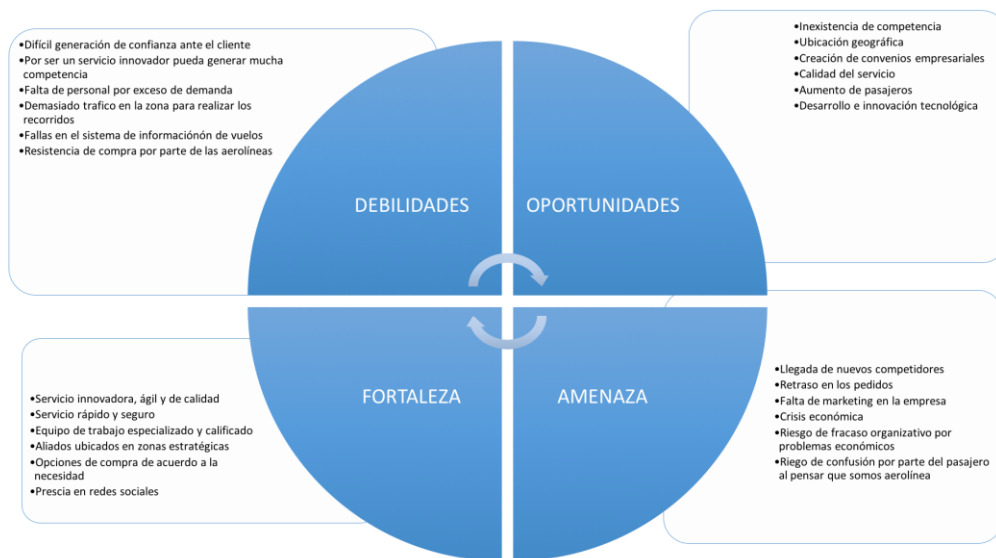 •Difícil generación de confianza ante el cliente
•Por ser un servicio innovador pueda generar mucha
competencia
•Falta de personal por exceso de demanda
•Demasiado trafico en la zona para realizar los
recorridos
•Fallas en el sistema de informaciónón de vuelos
•Resistencia de compra por parte de las aerolíneas
DEBILIDADES
•Inexistencia de competencia
•Ubicación geográfica
•Creación de convenios empresariales
•Calidad del servicio
•Aumento de pasajeros
•Desarrollo e innovación tecnológica
OPORTUNIDADES
•Servicio innovadora, ágil y de calidad
•Servicio rápido y seguro
•Equipo de trabajo especializado y calificado
•Aliados ubicados en zonas estratégicas
•Opciones de compra de acuerdo a la
necesidad
•Prescia en redes sociales
FORTALEZA
AMENAZA
•Llegada de nuevos competidores
•Retraso en los pedidos
•Falta de marketing en la empresa
•Crisis económica
•Riesgo de fracaso organizativo por
problemas económicos
•Riego de confusión por parte del pasajero
al pensar que somos aerolínea